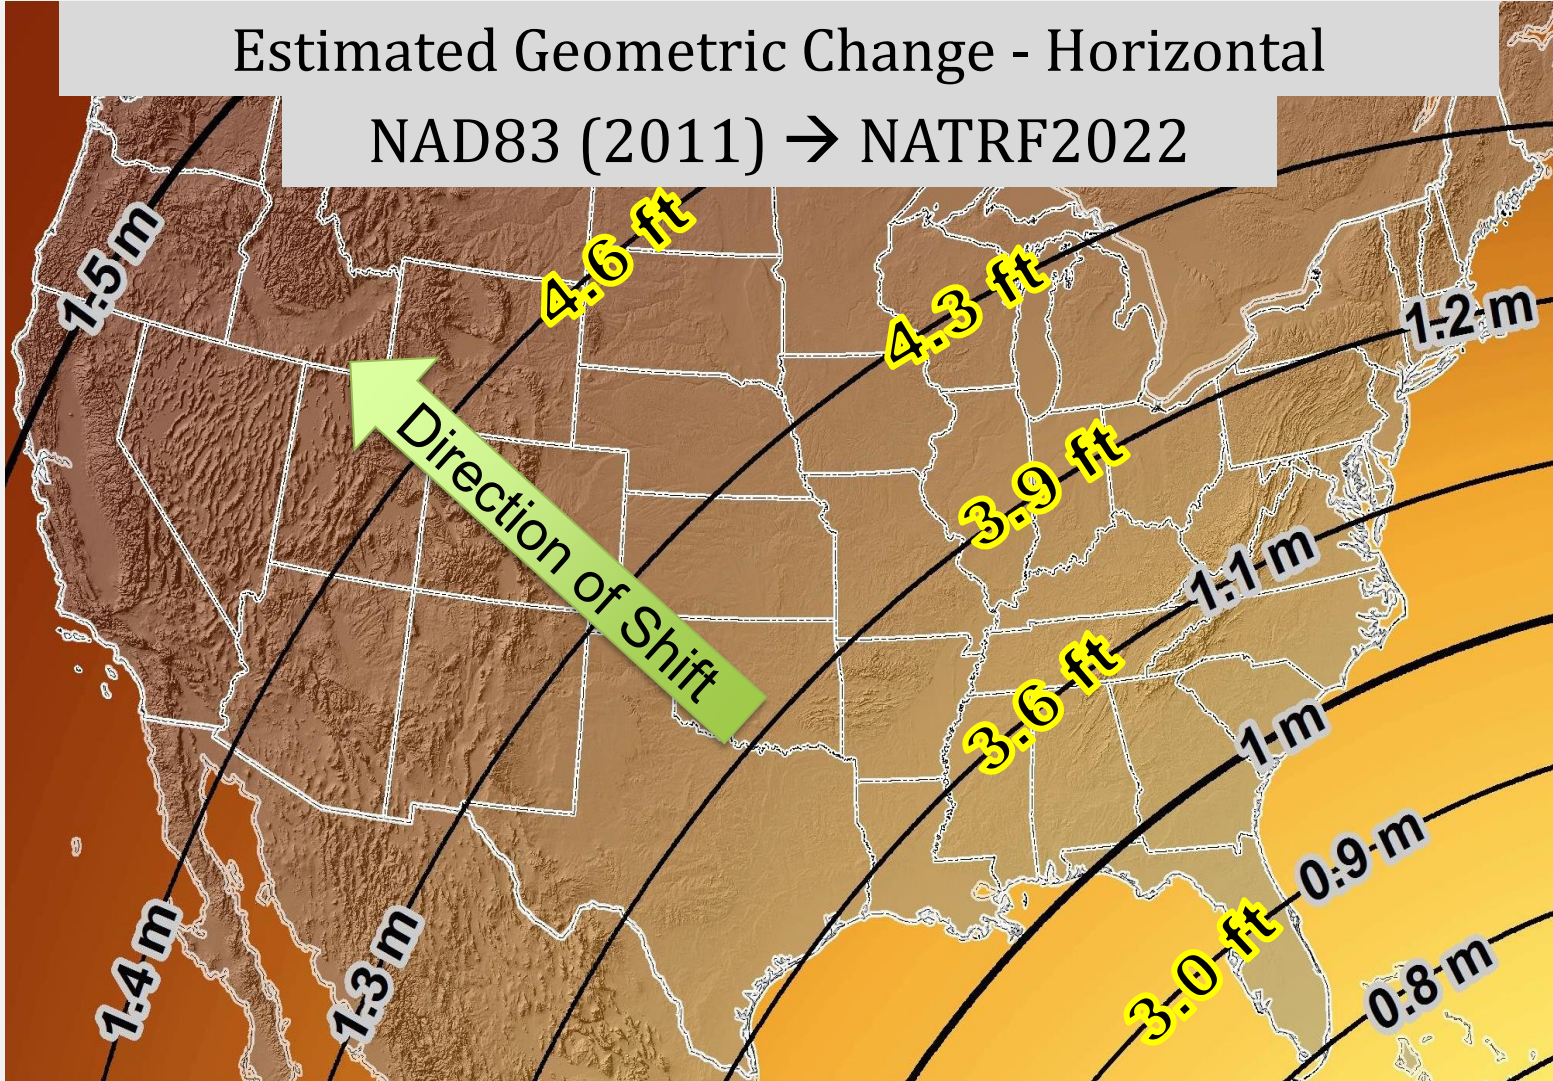 Estimated Geometric Change - Horizontal
NAD83 (2011) → NATRF2022
1.5 m
4.6 ft
4.3 ft
1.2 m
Direction of Shift
3.9 ft
1.1 m
3.6 ft
1 m
0.9 m
3.0 ft
0.8 m
1.4 m
1.3 m